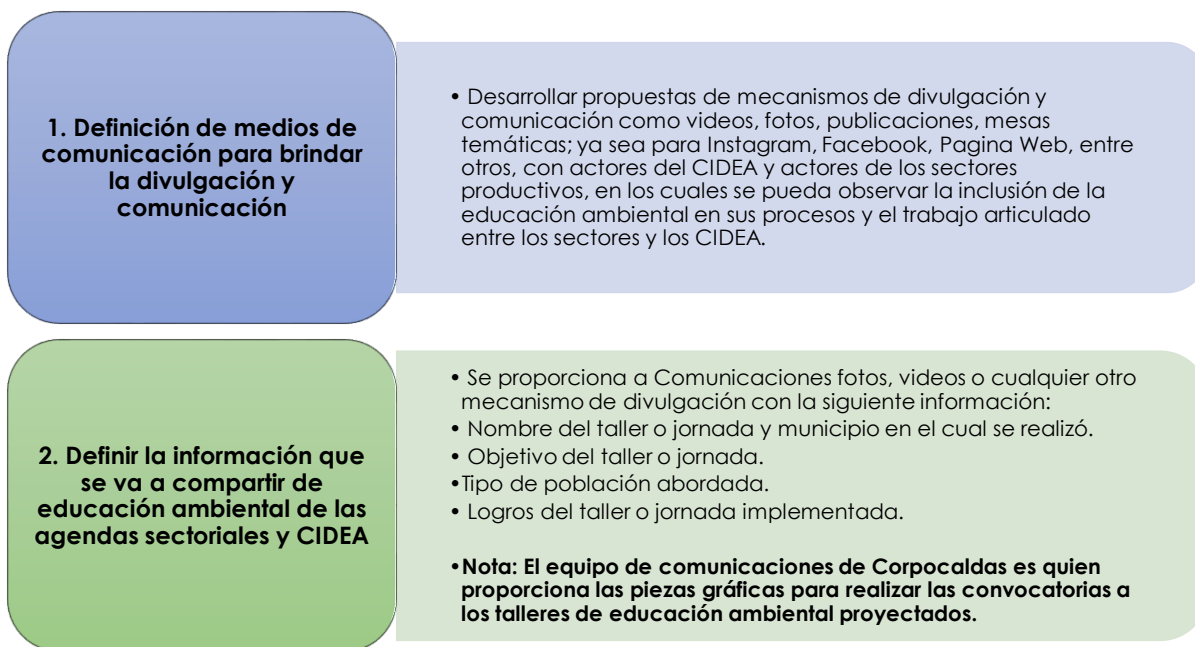 1. Definición de medios de
comunicación para brindar
la divulgación y
comunicación
• Desarrollar propuestas de mecanismos de divulgación y
comunicación como videos, fotos, publicaciones, mesas
temáticas; ya sea para Instagram, Facebook, Pagina Web, entre
otros, con actores del CIDEA y actores de los sectores
productivos, en los cuales se pueda observar la inclusión de la
educación ambiental en sus procesos y el trabajo articulado
entre los sectores y los CIDEA.
2. Definir la información que
se va a compartir de
educación ambiental de las
agendas sectoriales y CIDEA
• Se proporciona a Comunicaciones fotos, videos o cualquier otro
mecanismo de divulgación con la siguiente información:
• Nombre del taller o jornada y municipio en el cual se realizó.
• Objetivo del taller o jornada.
•Tipo de población abordada.
• Logros del taller o jornada implementada.
•Nota: El equipo de comunicaciones de Corpocaldas es quien
proporciona las piezas gráficas para realizar las convocatorias a
los talleres de educación ambiental proyectados.